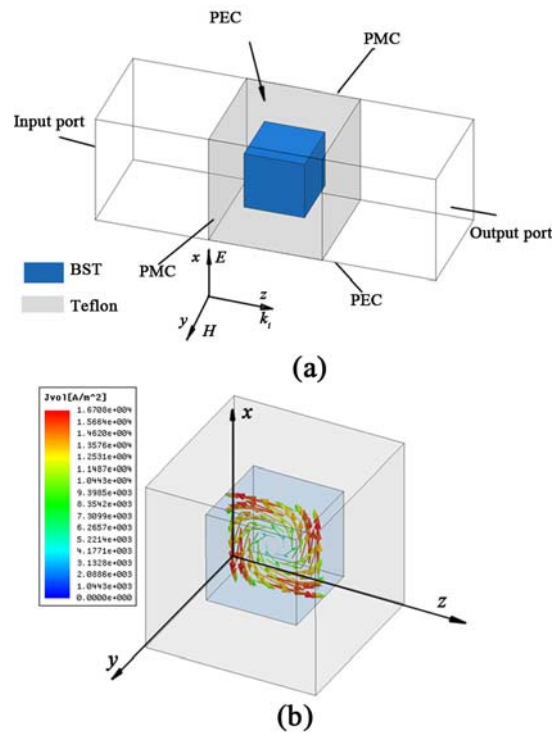 PEC
PMC
Input port
Output port
BST
PMC
x E
PEC
Teflon
z
y
H
k_i
(a)
Jvol[A/m^2]
1.6708e+004
1.5664e+004
1.4620e+004
1.3576e+004
1.2531e+004
1.1487e+004
1.0443e+004
9.3985e+003
8.3542e+003
7.3099e+003
6.2657e+003
5.2214e+003
4.1771e+003
3.1328e+003
2.0886e+003
1.0443e+003
0.0000e+000
x
z
y
(b)